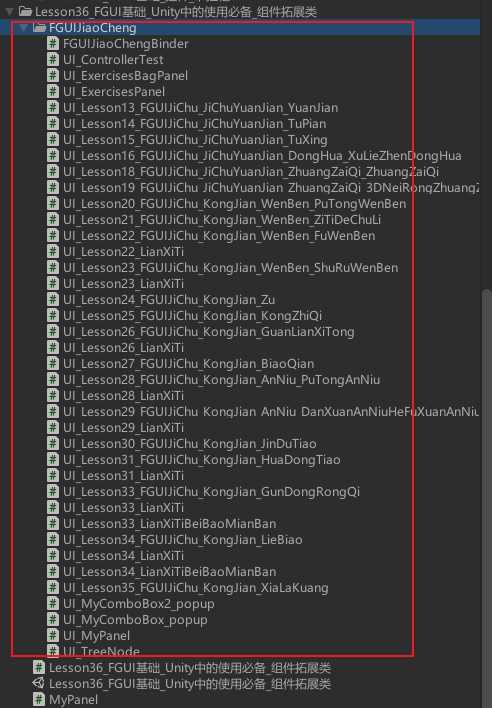 Lesson36_FGUI基础_Unity中的使用必备_组件拓展类
FGUIJiaoCheng
FGUIJiaoChengBinder
UI_ControllerTest
UI_ExercisesBagPanel
UI_ExercisesPanel
UI_Lesson13_FGUIJiChu_JiChuYuanJian_YuanJian
UI_Lesson14_FGUIJiChu_JiChuYuanJian_TuPian
UI_Lesson15_FGUIJiChu_JiChuYuanJian_TuXing
UI_Lesson16_FGUIJiChu_JiChuYuanJian_DongHua_XuLieZhenDongHua
UI_Lesson18_FGUIJiChu_JiChuYuanJian_ZhuangZaiQi_ZhuangZaiQi
UI_Lesson19_FGUIJiChu_JiChuYuanJian_ZhuangZaiQi_3DNeiRongZhuangZ
UI_Lesson20_FGUIJiChu_KongJian_WenBen_PuTongWenBen
UI_Lesson21_FGUIJiChu_KongJian_WenBen_ZiTiDeChuLi
UI_Lesson22_FGUIJiChu_KongJian_WenBen_FuWenBen
UI_Lesson22_LianXiTi
UI_Lesson23_FGUIJiChu_KongJian_WenBen_ShuRuWenBen
UI_Lesson23_LianXiTi
UI_Lesson24_FGUIJiChu_KongJian_Zu
UI_Lesson25_FGUIJiChu_KongJian_KongZhiQi
UI_Lesson26_FGUIJiChu_KongJian_GuanLianXiTong
UI_Lesson26_LianXiTi
UI_Lesson27_FGUIJiChu_KongJian_BiaoQian
UI_Lesson28_FGUIJiChu_KongJian_AnNiu_PuTongAnNiu
UI_Lesson28_LianXiTi
UI_Lesson29_FGUIJiChu_KongJian_AnNiu_DanXuanAnNiuHeFuXuanAnNiu
UI_Lesson29_LianXiTi
UI_Lesson30_FGUIJiChu_KongJian_JinDuTiao
UI_Lesson31_FGUIJiChu_KongJian_HuaDongTiao
UI_Lesson31_LianXiTi
UI_Lesson33_FGUIJiChu_KongJian_GunDongRongQi
UI_Lesson33_LianXiTi
UI_Lesson33_LianXiTiBeiBaoMianBan
UI_Lesson34_FGUIJiChu_KongJian_LieBiao
UI_Lesson34_LianXiTi
UI_Lesson34_LianXiTiBeiBaoMianBan
UI_Lesson35_FGUIJiChu_KongJian_XiaLaKuang
UI_MyComboBox2_popup
UI_MyComboBox_popup
UI_MyPanel
UI_TreeNode
Lesson36_FGUI基础_Unity中的使用必备_组件拓展类
Lesson36_FGUI基础_Unity中的使用必备_组件拓展类
MyPanel